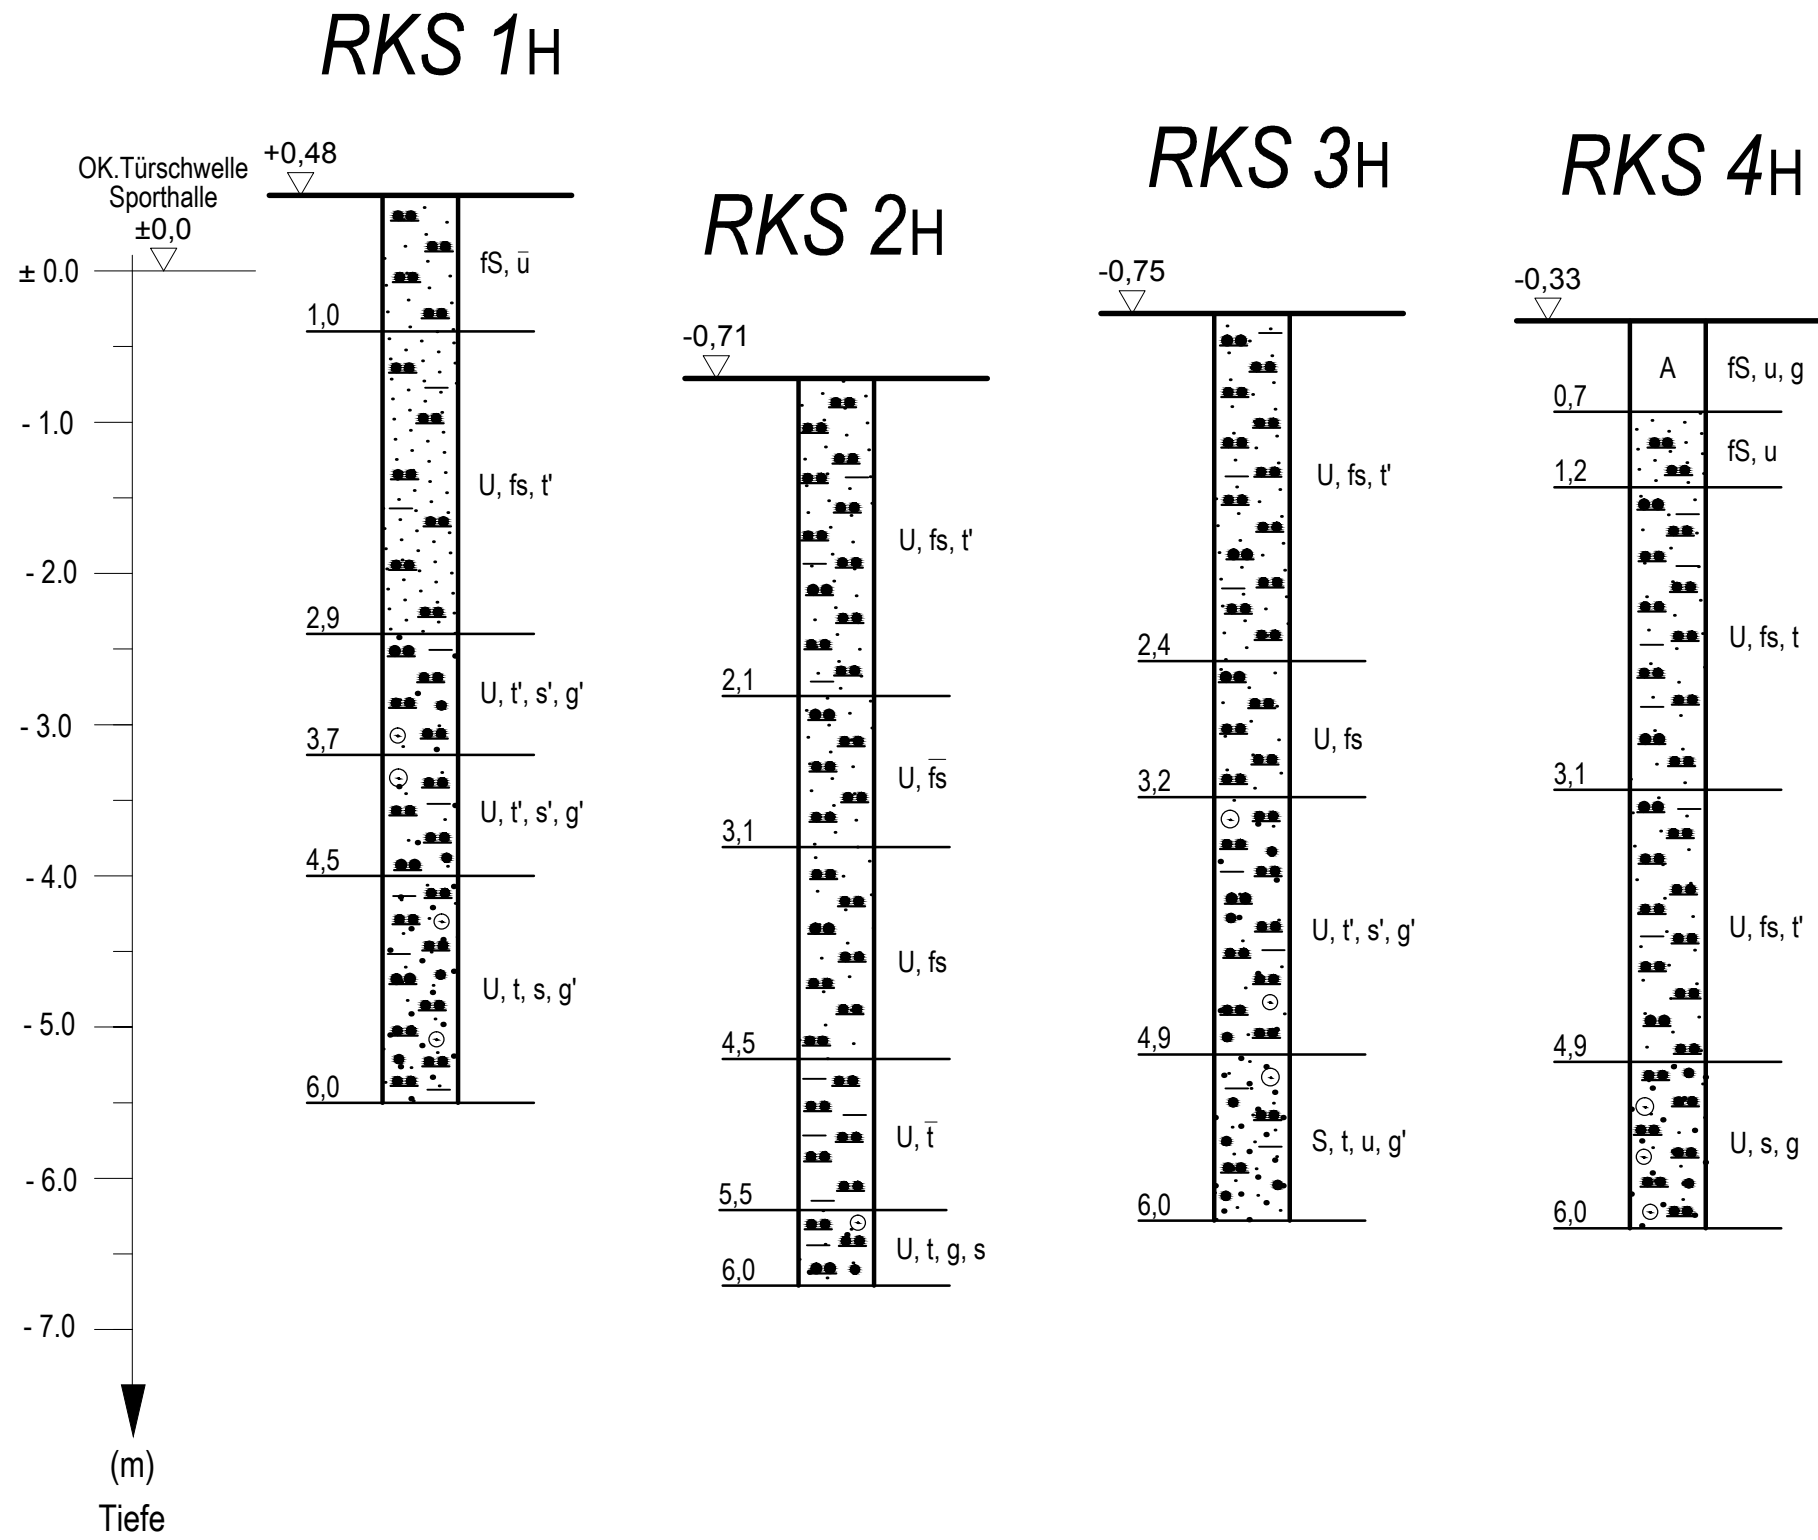 RKS 1H
RKS 2H
RKS 3H
RKS 4H
OK.Türschwelle
Sporthalle
±0,0
± 0.0
- 1.0
- 2.0
- 3.0
- 4.0
- 5.0
- 6.0
- 7.0
(m)
Tiefe
+0,48
fS, u̅
1,0
U, fs, t'
2,9
U, t', s', g'
3,7
U, t', s', g'
4,5
U, t, s, g'
6,0
-0,71
U, fs, t'
2,1
U, f̅s̅
3,1
U, fs
4,5
U, t̅
5,5
U, t, g, s
6,0
-0,75
U, fs, t'
2,4
U, fs
3,2
U, t', s', g'
4,9
S, t, u, g'
6,0
-0,33
A fS, u, g
0,7
fS, u
1,2
U, fs, t
3,1
U, fs, t'
4,9
U, s, g
6,0